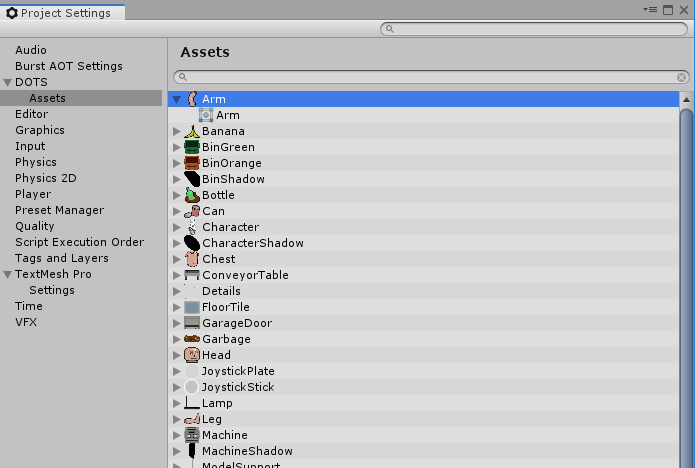 Project Settings
Audio
Burst AOT Settings
DOTS
Assets
Editor
Graphics
Input
Physics
Physics 2D
Player
Preset Manager
Quality
Script Execution Order
Tags and Layers
TextMesh Pro
Settings
Time
VFX
Assets
Arm
Arm
Banana
BinGreen
BinOrange
BinShadow
Bottle
Can
Character
CharacterShadow
Chest
ConveyorTable
Details
FloorTile
GarageDoor
Garbage
Head
JoystickPlate
JoystickStick
Lamp
Leg
Machine
MachineShadow
ModelSupport